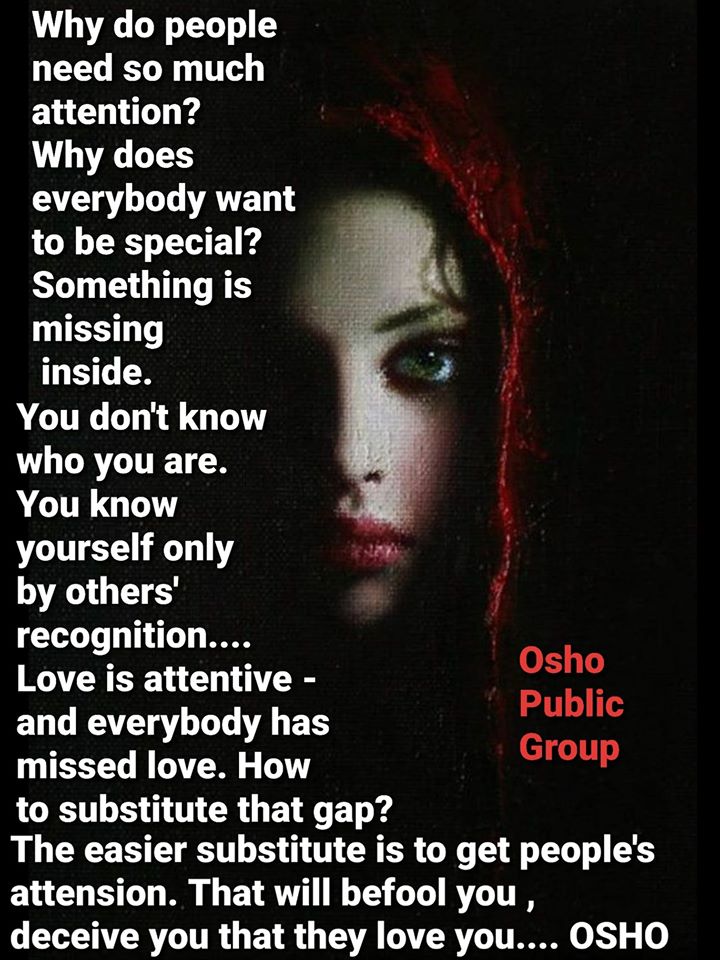 Why do people
need so much
attention?
Why does
everybody want
to be special?
Something is
missing
inside.
You don't know
who you are.
You know
yourself only
by others'
recognition....
Love is attentive -
and everybody has
missed love. How
to substitute that gap?
The easier substitute is to get people's
attension. That will befool you ,
deceive you that they love you.... OSHO
Osho
Public
Group